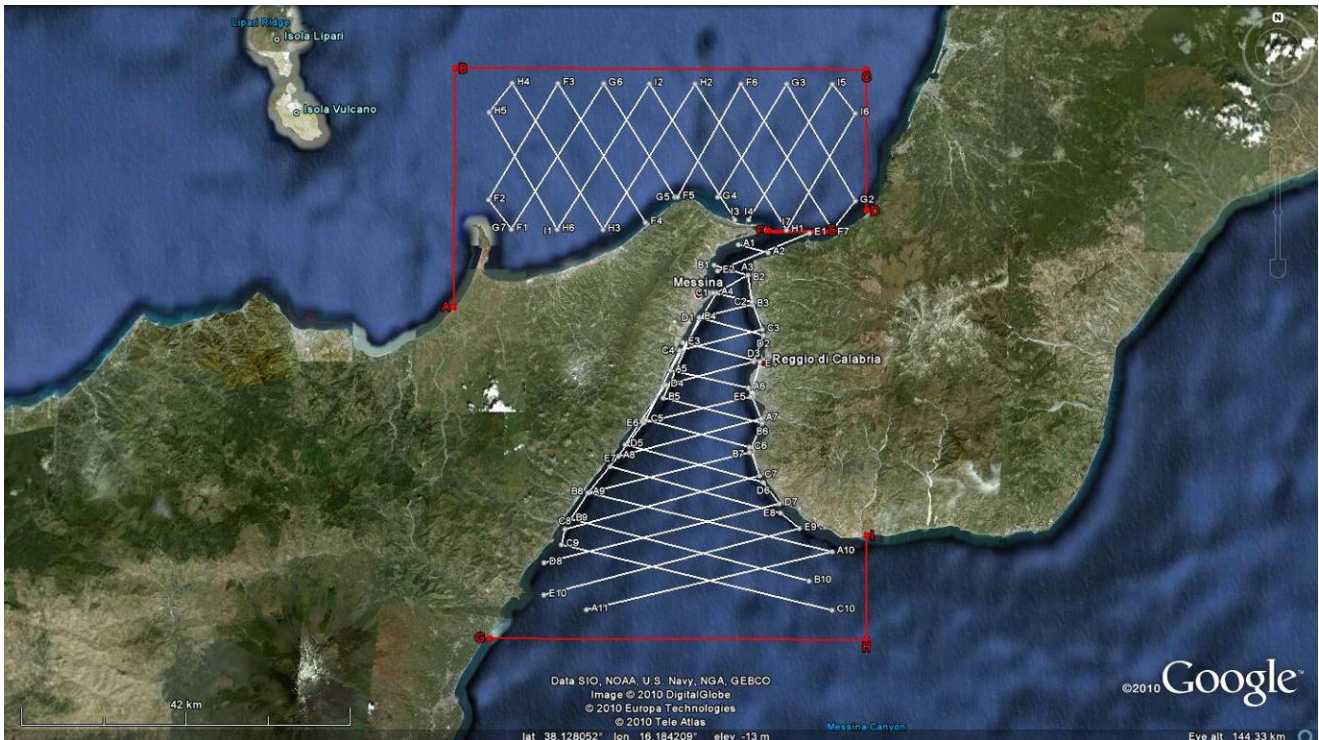 Lipari Ridge
Isola Lipari
Isola Vulcano
N
B
C
H4 F3 G6 I2 H2 F6 G3 I5
H5 I6
F2 G5 F5 G4 G2
D
G7 F1 I1 H6 H3 F4 I3 I4 I7 H1 E1 F7
A1 A2
B1 E2 A3 B2
Messina
C1 A4 C2 B3
A
D1 B4 C3
D2
C4 E3 D3
Reggio di Calabria
D4 A6
B5 E5
E6 C5 A7
B6
D5 C6
E7 A8 B7
C7
D6
B8 A9 D7
C8 B9 E8
E9
I
C9 A10
D8 B10
E10
A11 C10
G
H
Data SIO, NOAA, U.S. Navy, NGA, GEBCO
Image © 2010 DigitalGlobe
© 2010 Europa Technologies
© 2010 Tele Atlas
©2010 Google™
42 km
Messina Canyon
lat 38.128052° lon 16.184209° elev -13 m
Eye alt 144.33 km